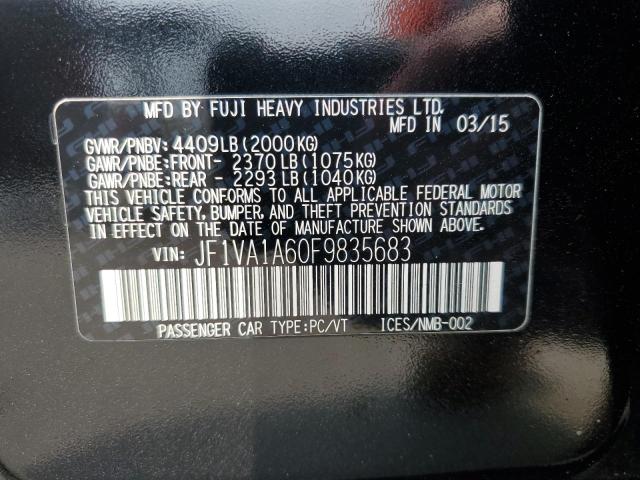 MFD BY FUJI HEAVY INDUSTRIES LTD.
MFD IN 03/15
GVWR/PNBV: 4409LB (2000KG)
GAWR/PNBE:FRONT- 2370LB (1075KG)
GAWR/PNBE:REAR - 2293LB (1040KG)
THIS VEHICLE CONFORMS TO ALL APPLICABLE FEDERAL MOTOR
VEHICLE SAFETY, BUMPER, AND THEFT PREVENTION STANDARDS
IN EFFECT ON THE DATE OF MANUFACTURE SHOWN ABOVE.
VIN: JF1VA1A60F9835683
PASSENGER CAR TYPE:PC/VT ICES/NMB-002